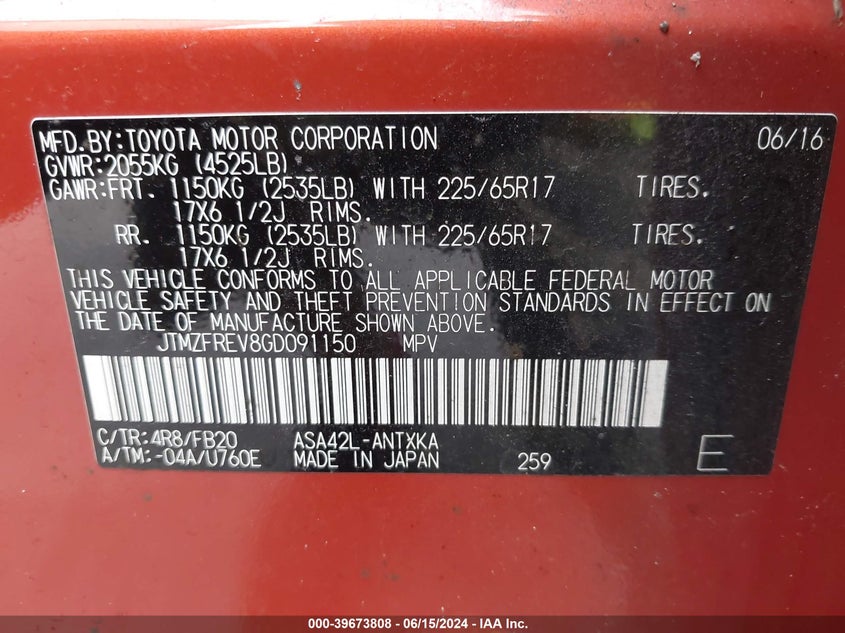 MFD.BY:TOYOTA MOTOR CORPORATION 06/16
GVWR:2055KG (4525LB)
GAWR:FRT. 1150KG (2535LB) WITH 225/65R17 TIRES.
17X6 1/2J RIMS.
RR. 1150KG (2535LB) WITH 225/65R17 TIRES.
17X6 1/2J RIMS.
THIS VEHICLE CONFORMS TO ALL APPLICABLE FEDERAL MOTOR
VEHICLE SAFETY AND THEFT PREVENTION STANDARDS IN EFFECT ON
THE DATE OF MANUFACTURE SHOWN ABOVE.
JTMZFREV8GD091150 MPV
C/TR:4R8/FB20 ASA42L-ANTXKA
A/TM:-04A/U760E MADE IN JAPAN 259 E
000-39673808 - 06/15/2024 - IAA Inc.